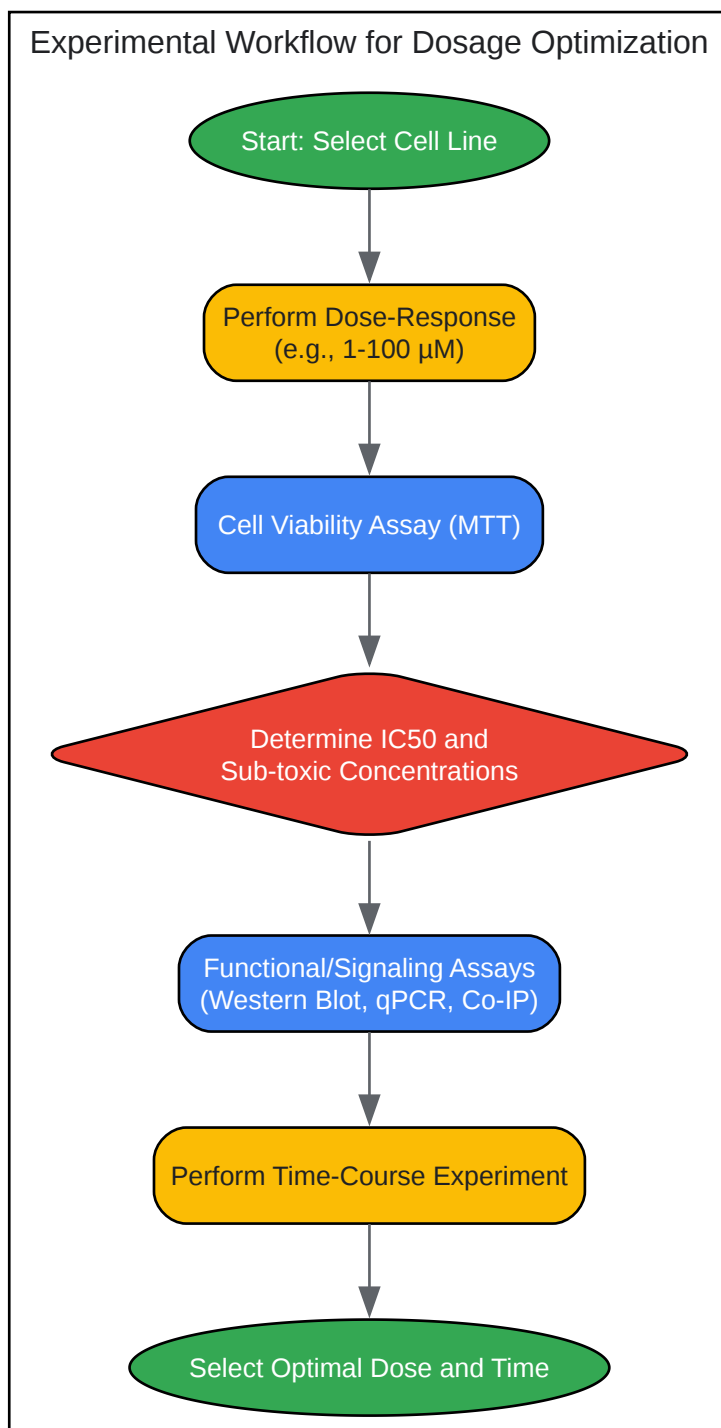 Experimental Workflow for Dosage Optimization
Start: Select Cell Line
Perform Dose-Response
(e.g., 1-100 µM)
Cell Viability Assay (MTT)
Determine IC50 and
Sub-toxic Concentrations
Functional/Signaling Assays
(Western Blot, qPCR, Co-IP)
Perform Time-Course Experiment
Select Optimal Dose and Time